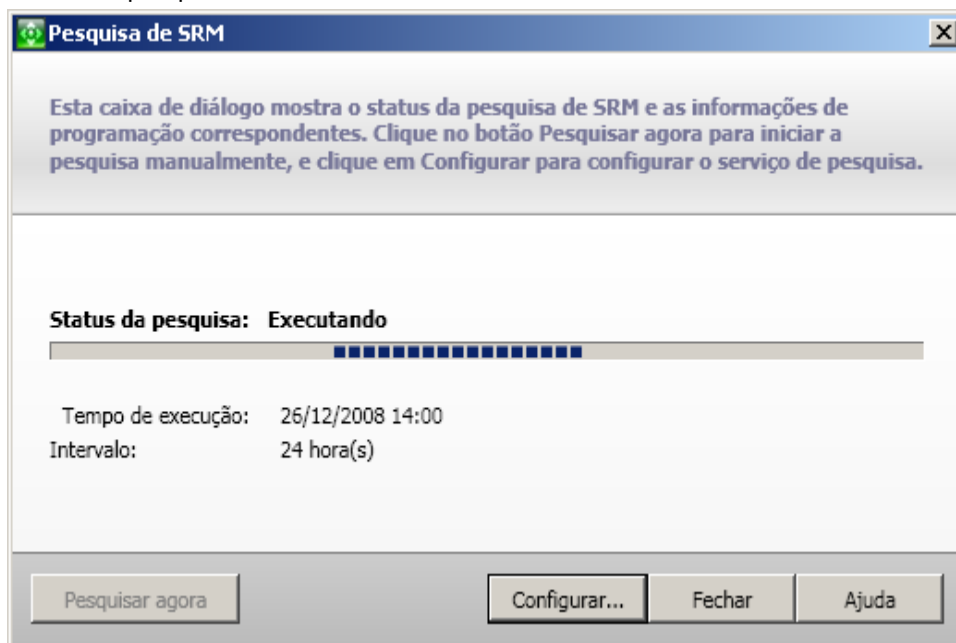 Pesquisa de SRM
Esta caixa de diálogo mostra o status da pesquisa de SRM e as informações de
programação correspondentes. Clique no botão Pesquisar agora para iniciar a
pesquisa manualmente, e clique em Configurar para configurar o serviço de pesquisa.
Status da pesquisa: Executando
Tempo de execução: 26/12/2008 14:00
Intervalo: 24 hora(s)
Pesquisar agora Configurar... Fechar Ajuda